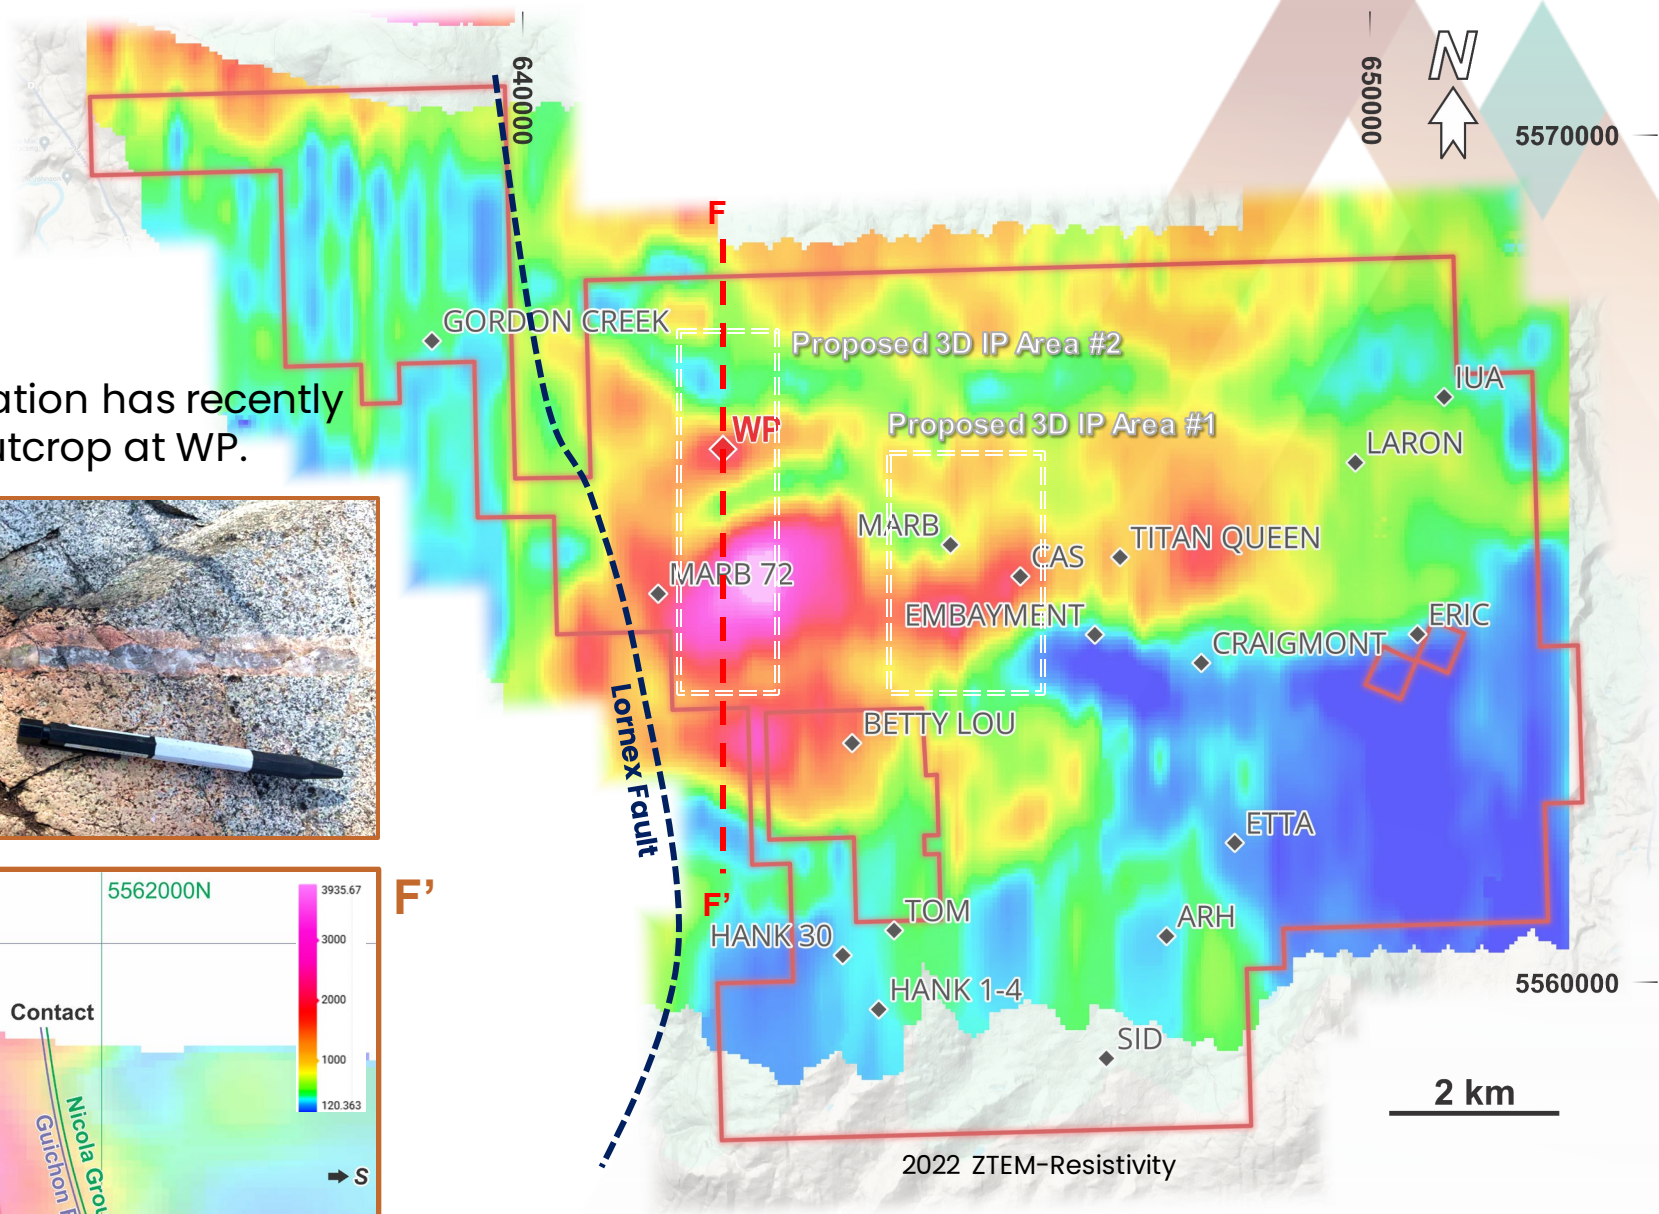 640000
650000
N
5570000
F
GORDON CREEK
Proposed 3D IP Area #2
IUA
ation has recently
utcrop at WP.
WP
Proposed 3D IP Area #1
LARON
MARB
TITAN QUEEN
CAS
MARB 72
EMBAYMENT
ERIC
CRAIGMONT
Lornex Fault
BETTY LOU
ETTA
F'
TOM
ARH
HANK 30
HANK 1-4
5560000
SID
2 km
2022 ZTEM-Resistivity
5562000N
F’
3935.67
3000
2000
1000
120.363
Contact
Nicola Grou
Guichon
S